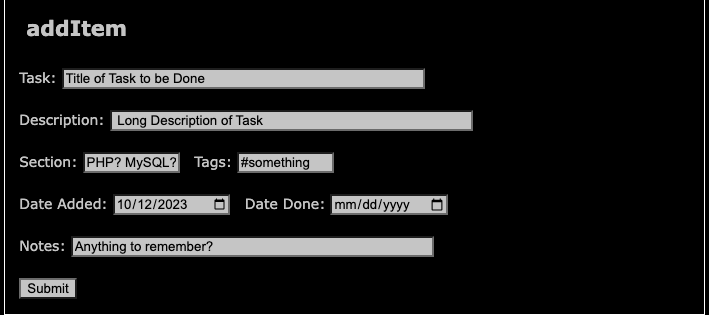 addItem
Task: Title of Task to be Done
Description: Long Description of Task
Section: PHP? MySQL? Tags: #something
Date Added: 10/12/2023 Date Done: mm/dd/yyyy
Notes: Anything to remember?
Submit